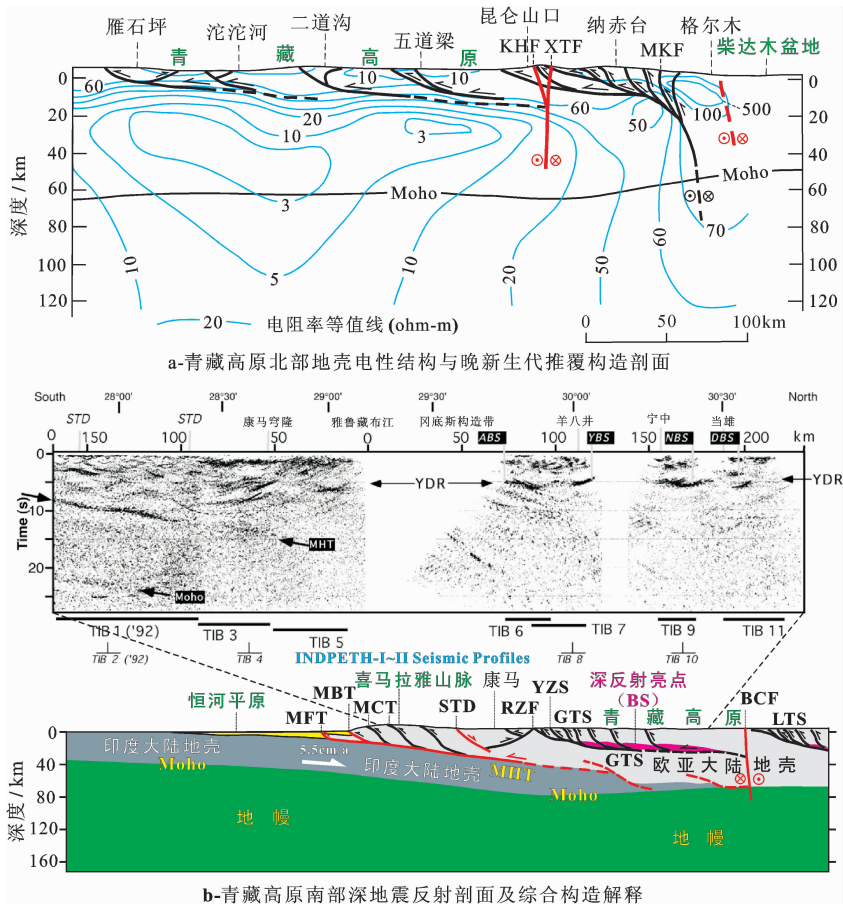 雁石坪 沱沱河 二道沟 五道梁 昆仑山口 纳赤台 格尔木
青 藏 高 原 KHF XTF MKF 柴达木盆地
0 60 10 10 0
20 20 60 50 100 500 20
40 10 3 40
深度 / km
60 Moho Moho 60
80 3 70 80
100 10 5 10 20 50 60 100
120 120
20 电阻率等值线 (ohm-m)
0 50 100km
a-青藏高原北部地壳电性结构与晚新生代推覆构造剖面
South 28°00' 28°30' 29°00' 29°30' 30°00' 30°30' North
STD STD 康马穹隆 雅鲁藏布江 冈底斯构造带 羊八井 宁中 当雄
0 150 100 50 0 50 ABS 100 YBS 150 NBS DBS 200 km
0
YDR YDR
10
Time (s)
MHT
20
Moho
TIB 1 ('92) TIB 3 TIB 5 TIB 6 TIB 7 TIB 9 TIB 11
TIB 2 ('92) TIB 4 TIB 8 TIB 10
INDPETH-I~II Seismic Profiles
恒河平原 喜马拉雅山脉 康马 深反射亮点
(BS)
MFT MBT MCT STD RZF YZS GTS 青 藏 高 原 BCF LTS
0 0
印度大陆地壳 5.5cm/a GTS 欧亚大陆地壳
40 Moho 印度大陆地壳 MHT 40
Moho
80 80
深度 / km
120 地 幔 地 幔 120
160 160
b-青藏高原南部深地震反射剖面及综合构造解释